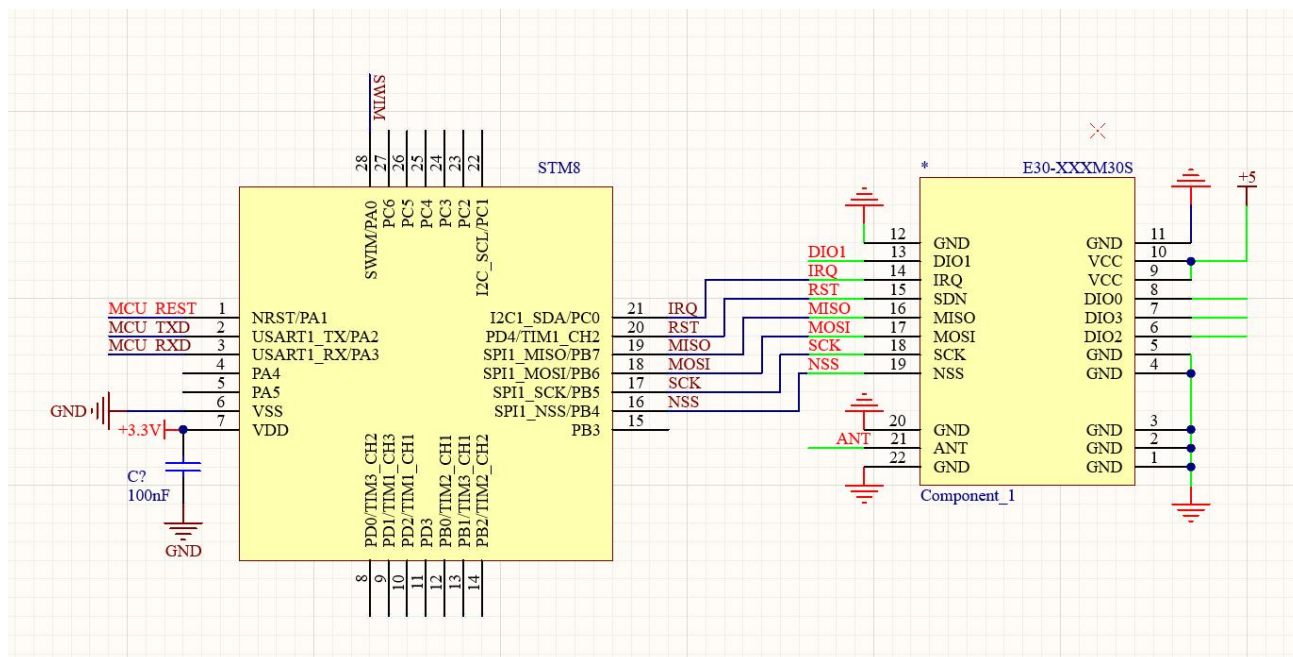 SWIM
28 27 26 25 24 23 22
STM8
SWIM/PA0
PC6
PC5
PC4
PC3
PC2
I2C_SCL/PC1
MCU_REST 1 NRST/PA1
MCU_TXD 2 USART1_TX/PA2
MCU_RXD 3 USART1_RX/PA3
4 PA4
5 PA5
GND 6 VSS
+3.3V 7 VDD
C?
100nF
GND
I2C1_SDA/PC0 21 IRQ
PD4/TIM1_CH2 20 RST
SPI1_MISO/PB7 19 MISO
SPI1_MOSI/PB6 18 MOSI
SPI1_SCK/PB5 17 SCK
SPI1_NSS/PB4 16 NSS
PB3 15
PD0/TIM3_CH2
PD1/TIM1_CH3
PD2/TIM1_CH1
PD3
PB0/TIM2_CH1
PB1/TIM3_CH1
PB2/TIM2_CH2
8 9 10 11 12 13 14
* E30-XXXM30S
+5
12 GND
DIO1 13 DIO1
IRQ 14 IRQ
RST 15 SDN
MISO 16 MISO
MOSI 17 MOSI
SCK 18 SCK
NSS 19 NSS
20 GND
ANT 21 ANT
22 GND
GND 11
VCC 10
VCC 9
DIO0 8
DIO3 7
DIO2 6
GND 5
GND 4
GND 3
GND 2
GND 1
Component_1